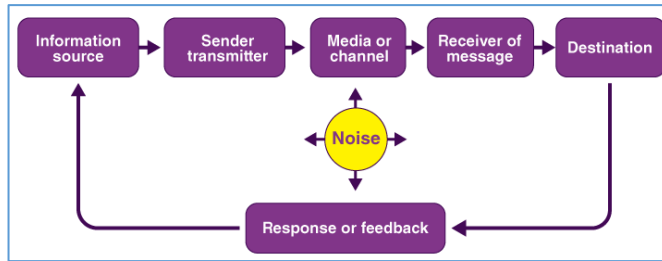 Information
source
Sender
transmitter
Media or
channel
Receiver of
message
Destination
Noise
Response or feedback